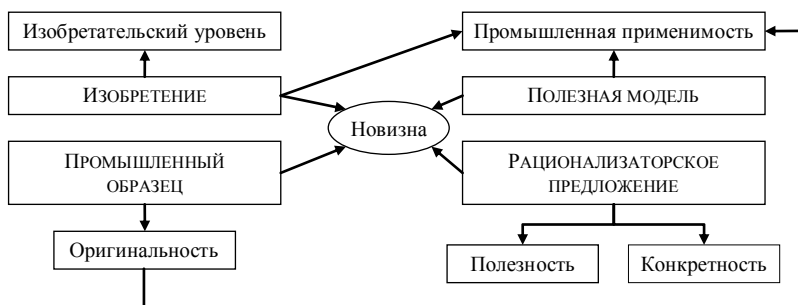 Изобретательский уровень
Промышленная применимость
ИЗОБРЕТЕНИЕ
ПОЛЕЗНАЯ МОДЕЛЬ
Новизна
ПРОМЫШЛЕННЫЙ
ОБРАЗЕЦ
РАЦИОНАЛИЗАТОРСКОЕ
ПРЕДЛОЖЕНИЕ
Оригинальность
Полезность
Конкретность